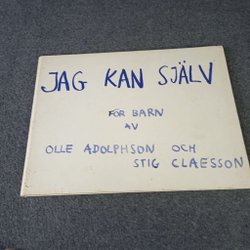 JAG KAN SJÄLV
FÖR BARN
AV
OLLE ADOLPHSON OCH
STIG CLAESSON